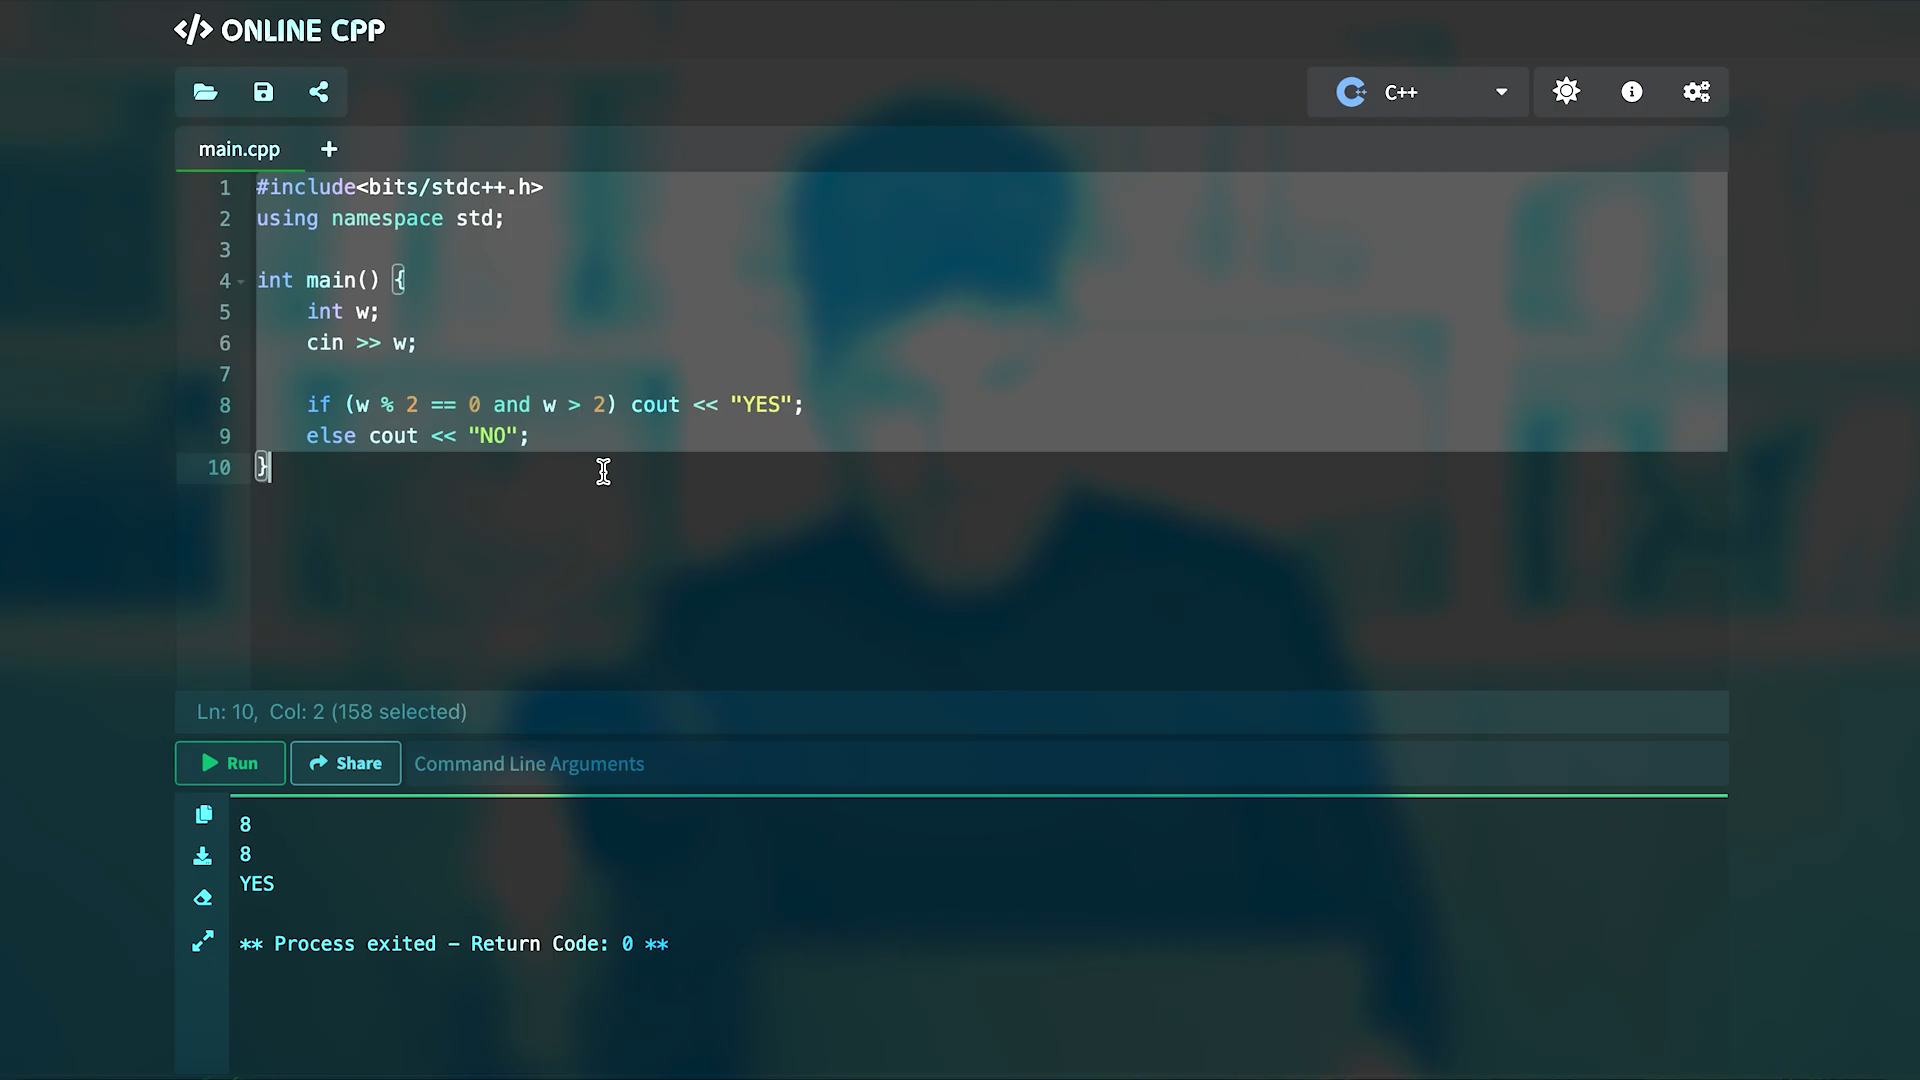 </> ONLINE CPP
C++
main.cpp +
1 #include<bits/stdc++.h>
2 using namespace std;
3
4 int main() {
5 int w;
6 cin >> w;
7
8 if (w % 2 == 0 and w > 2) cout << "YES";
9 else cout << "NO";
10 }
Ln: 10, Col: 2 (158 selected)
Run Share Command Line Arguments
8
8
YES
** Process exited - Return Code: 0 **